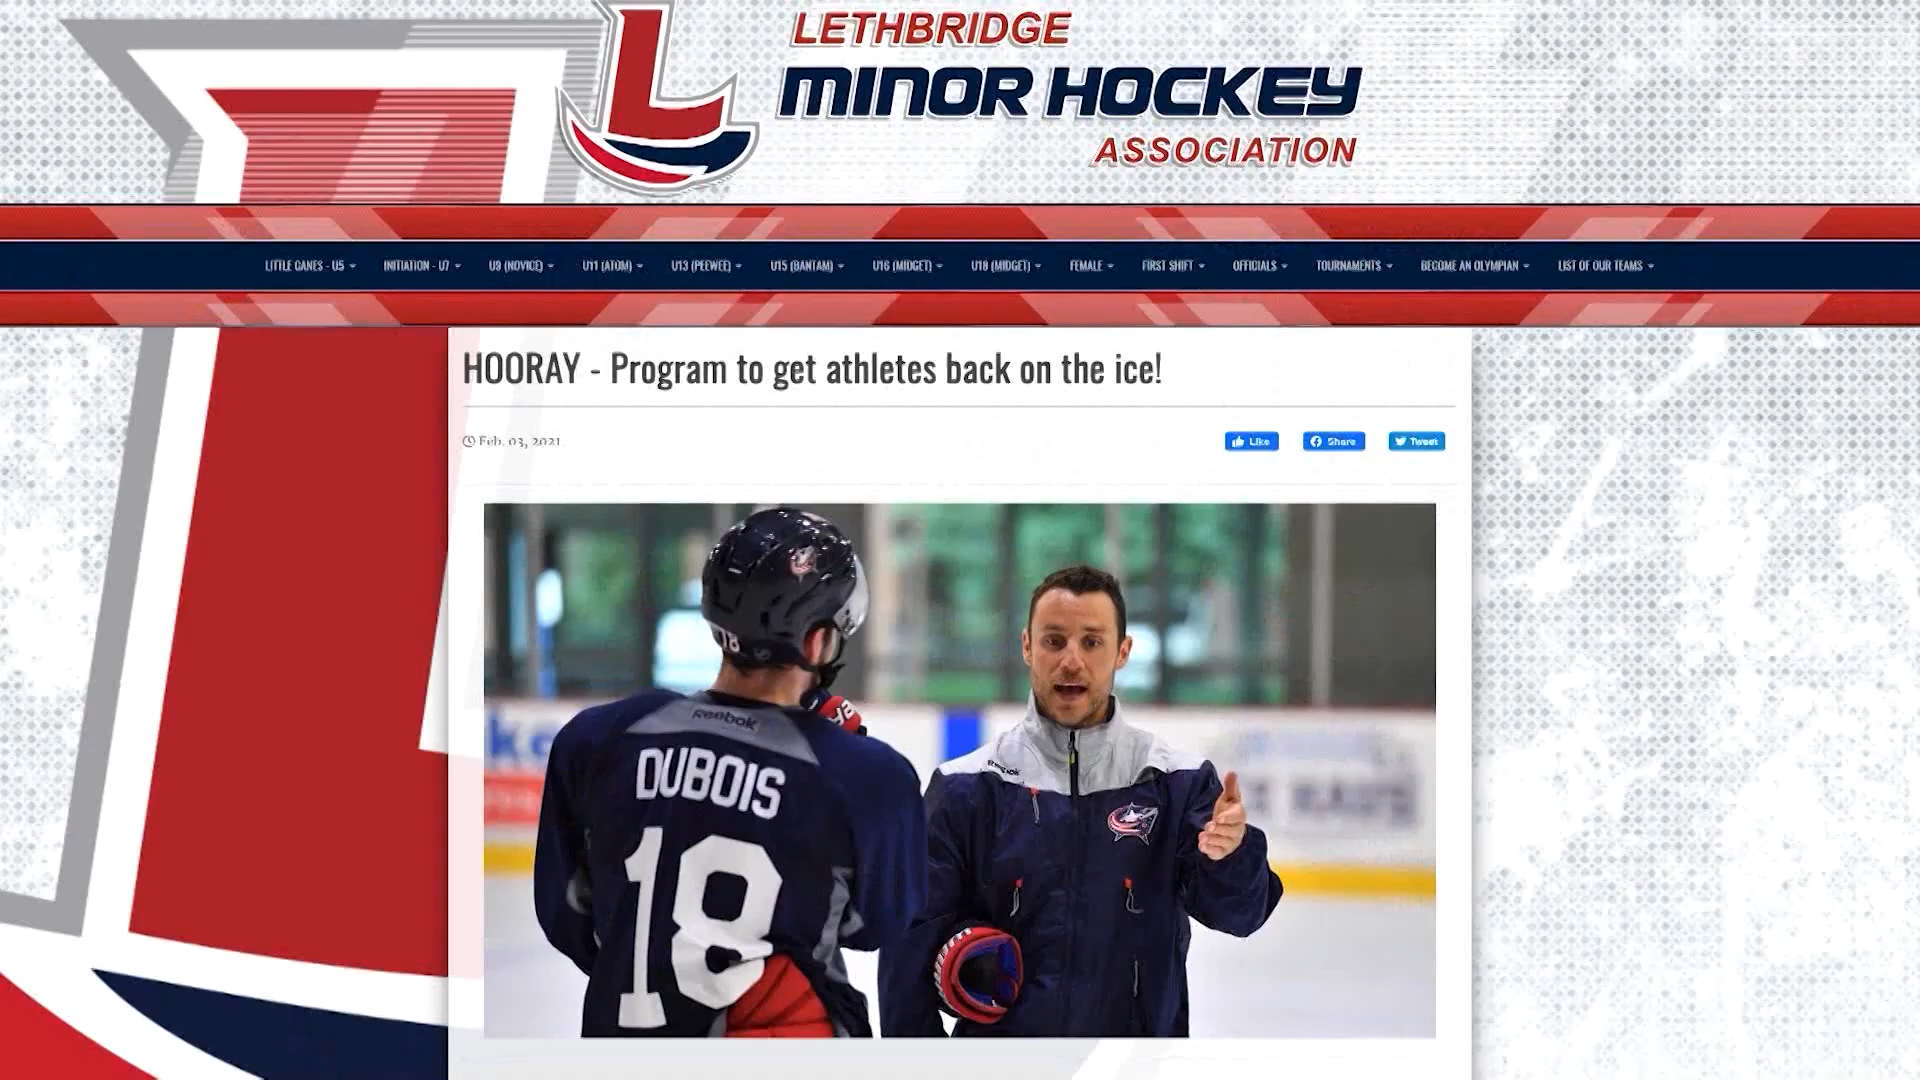 LETHBRIDGE
MINOR HOCKEY
ASSOCIATION
LITTLE CANES - U5 INITIATION - U7 U9 (NOVICE) U11 (ATOM) U13 (PEEWEE) U15 (BANTAM) U16 (MIDGET) U18 (MIDGET) FEMALE FIRST SHIFT OFFICIALS TOURNAMENTS BECOME AN OLYMPIAN LIST OF OUR TEAMS
HOORAY - Program to get athletes back on the ice!
Feb. 03, 2021
Like Share Tweet
18
Reebok
DUBOIS
18
Reebok